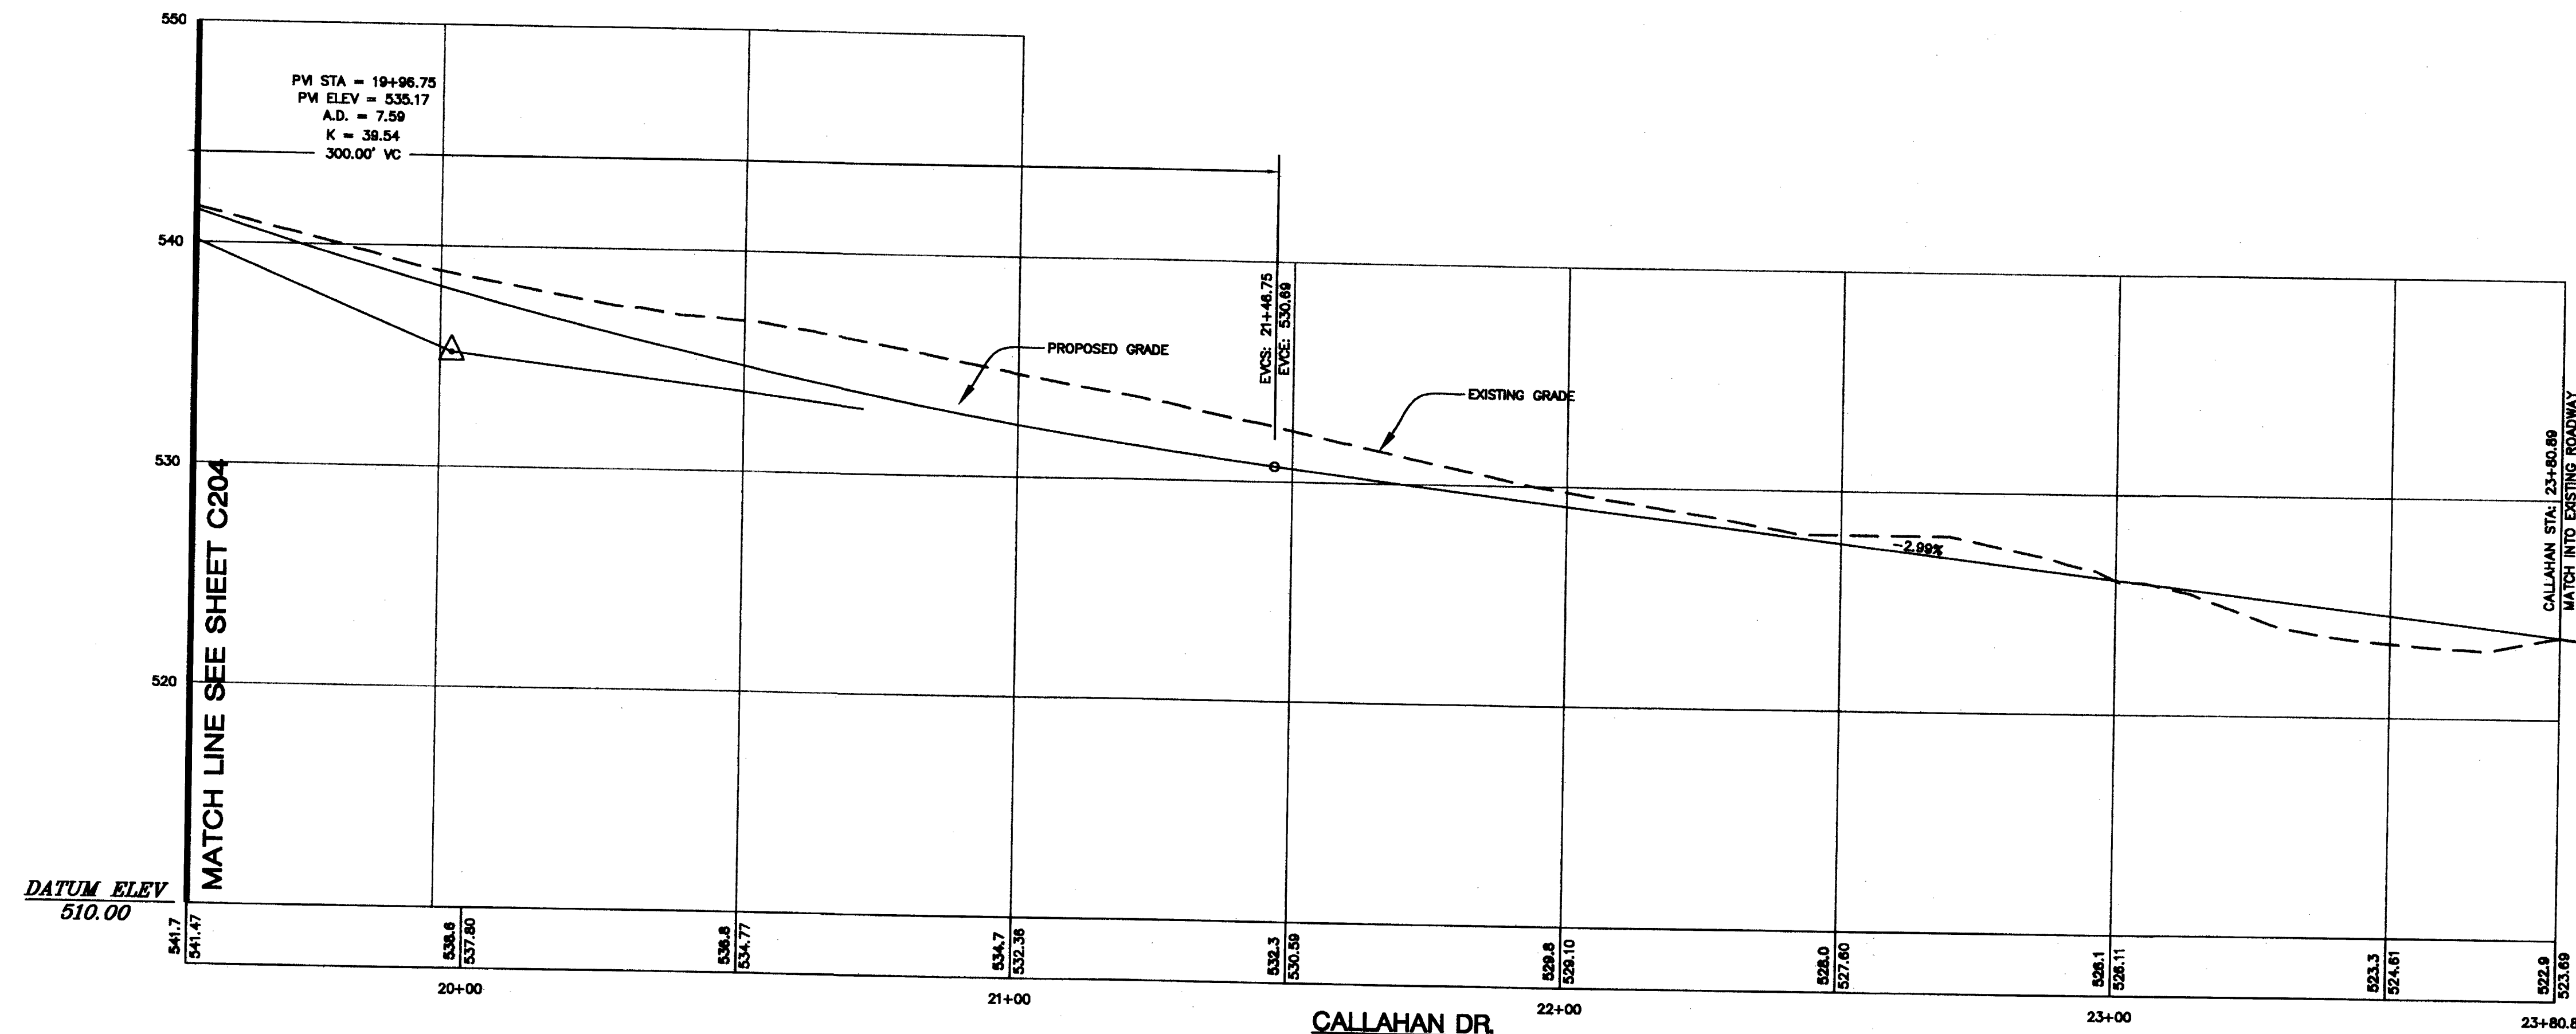 550
PVI STA = 19+96.75
PVI ELEV = 535.17
A.D. = 7.59
K = 39.54
300.00' VC
540
PROPOSED GRADE
EVCS: 21+46.75
EVCE: 530.69
EXISTING GRADE
-2.99%
CALLAHAN STA: 23+80.89
MATCH INTO EXISTING ROADWAY
530
MATCH LINE SEE SHEET C204
520
DATUM ELEV
510.00
541.7
541.47
538.6
537.80
536.8
534.77
534.7
532.36
532.3
530.59
529.8
529.10
528.0
527.60
526.1
526.11
523.3
524.61
522.9
523.69
20+00
21+00
22+00
23+00
23+80.8
CALLAHAN DR.